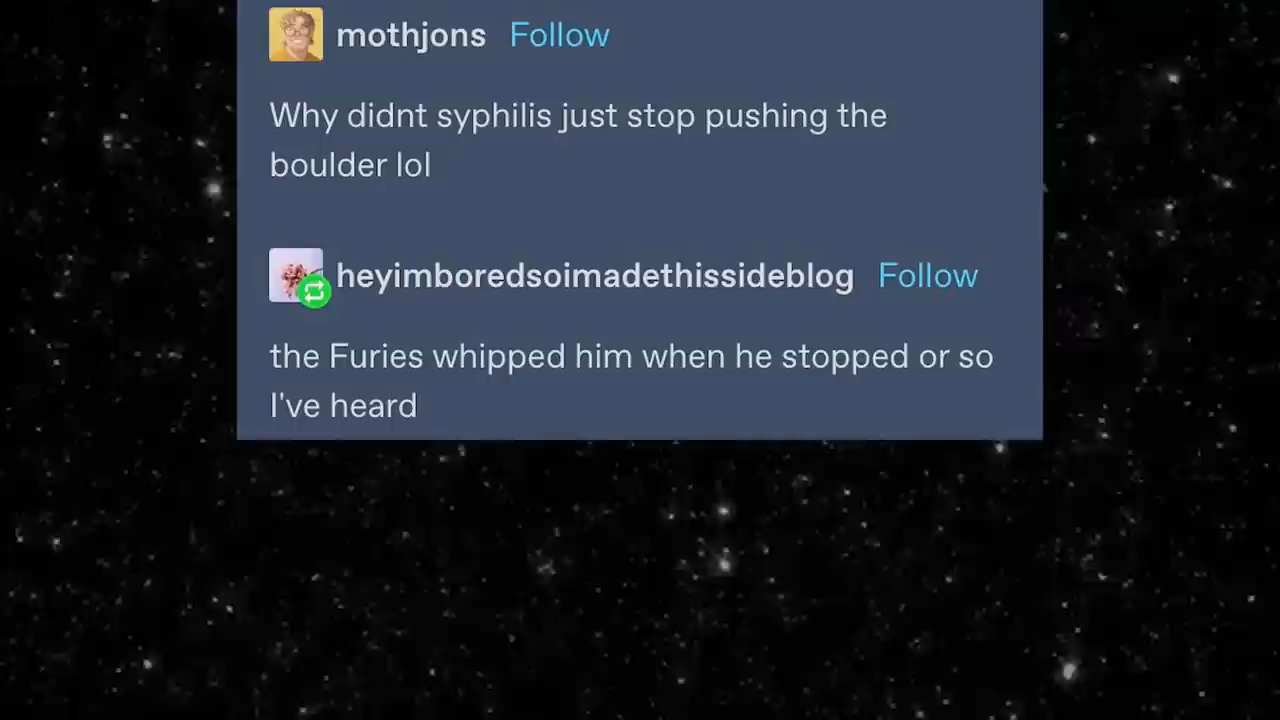 mothjons Follow
Why didnt syphilis just stop pushing the
boulder lol
heyimboredsoimadethissideblog Follow
the Furies whipped him when he stopped or so
I've heard